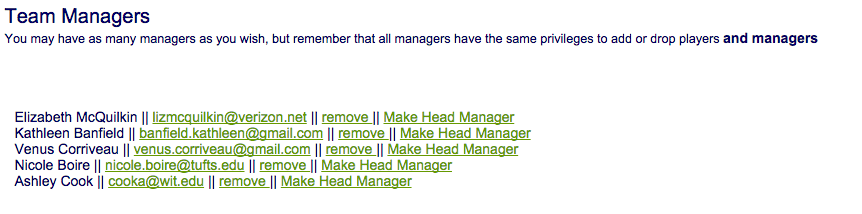 Team Managers
You may have as many managers as you wish, but remember that all managers have the same privileges to add or drop players and managers
Elizabeth McQuilkin || lizmcquilkin@verizon.net || remove || Make Head Manager
Kathleen Banfield || banfield.kathleen@gmail.com || remove || Make Head Manager
Venus Corriveau || venus.corriveau@gmail.com || remove || Make Head Manager
Nicole Boire || nicole.boire@tufts.edu || remove || Make Head Manager
Ashley Cook || cooka@wit.edu || remove || Make Head Manager